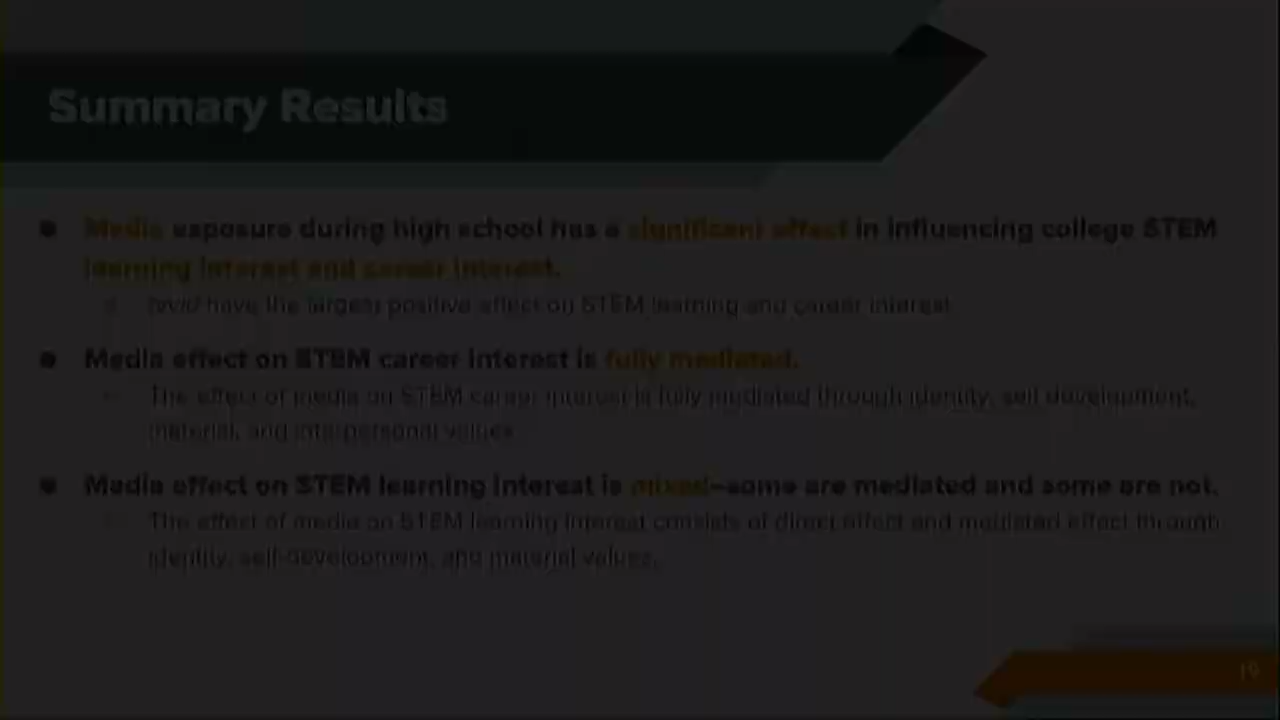 Summary Results
● Media exposure during high school has a significant effect in influencing college STEM
learning interest and career interest.
have the largest positive effect on STEM learning and career interest
● Media effect on STEM career interest is fully mediated.
The effect of media on STEM career interest is fully mediated through identity, self development,
material, and interpersonal values
● Media effect on STEM learning interest is mixed–some are mediated and some are not.
The effect of media on STEM learning interest consists of direct effect and mediated effect through
identity, self-development, and material values.